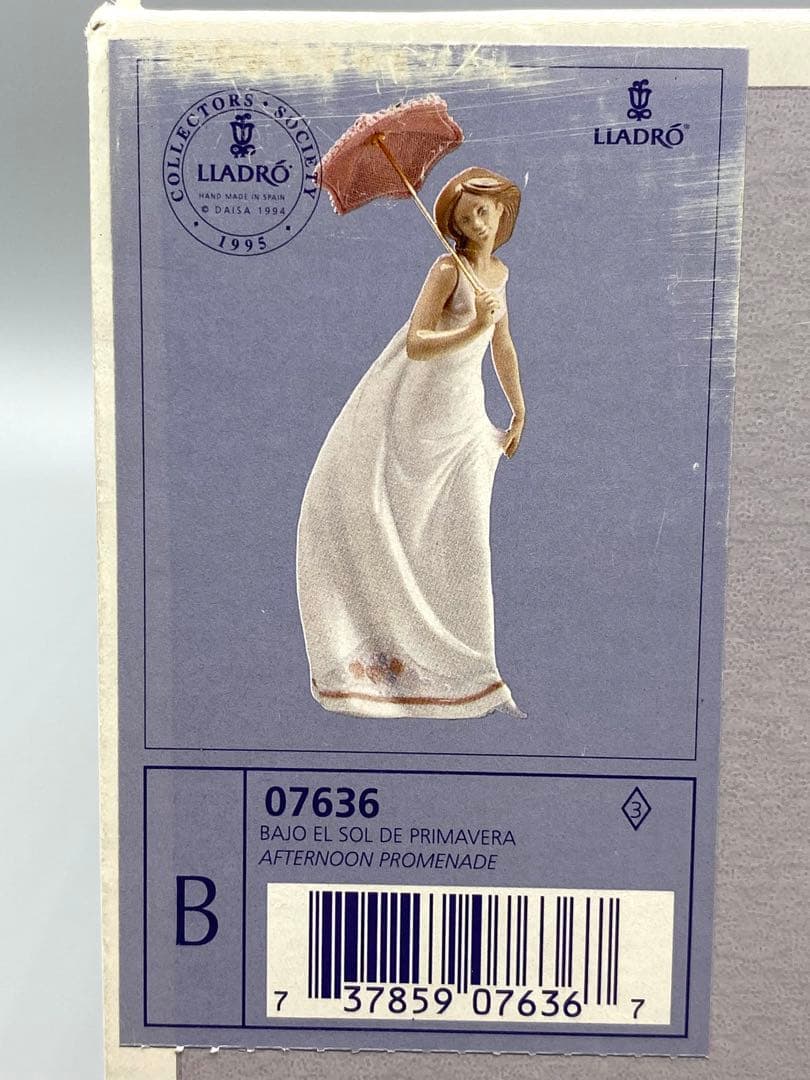 COLLECTORS • SOCIETY
LLADRÓ
HAND MADE IN SPAIN
© DAISA 1994
• 1995 •
LLADRÓ®
07636
3
BAJO EL SOL DE PRIMAVERA
AFTERNOON PROMENADE
B
7 37859 07636 7